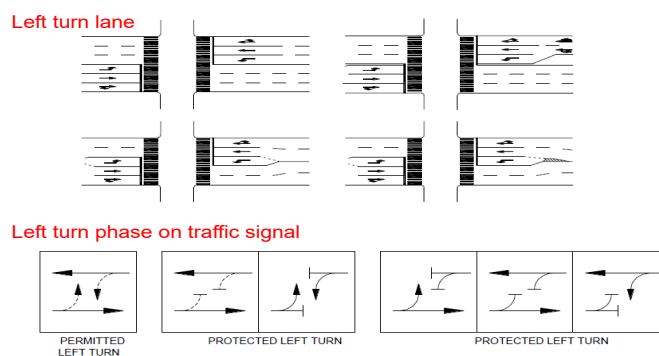 Left turn lane
Left turn phase on traffic signal
PERMITTED
LEFT TURN
PROTECTED LEFT TURN
PROTECTED LEFT TURN